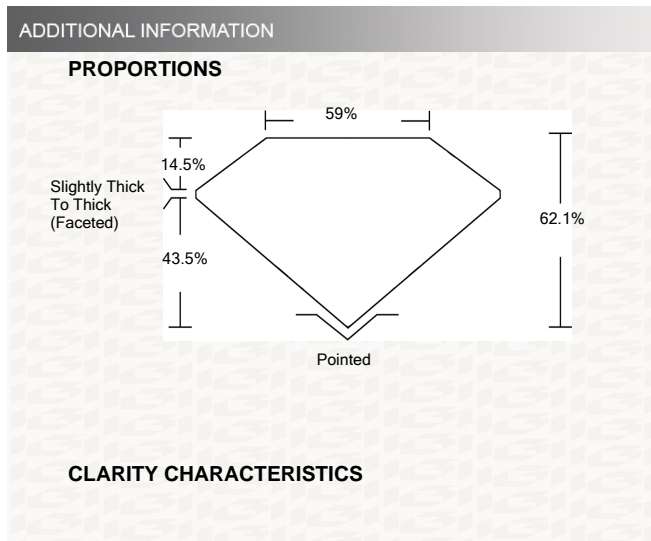 ADDITIONAL INFORMATION
PROPORTIONS
59%
14.5%
Slightly Thick
To Thick
(Faceted)
62.1%
43.5%
Pointed
CLARITY CHARACTERISTICS